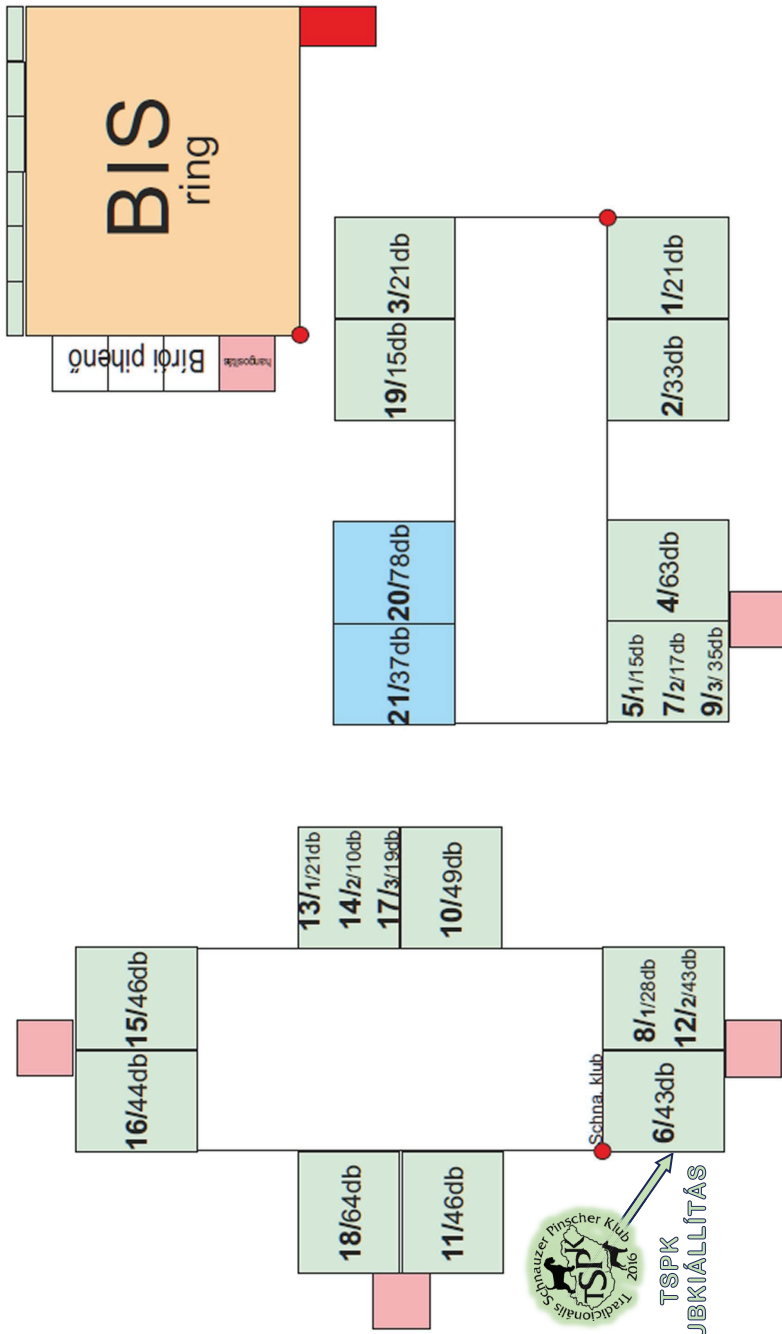 BIS
ring
Bírói pihenő
hangosítás
3/21db
19/15db
1/21db
2/33db
20/78db
21/37db
4/63db
5/1/15db
7/2/17db
9/3/35db
13/1/21db
14/2/10db
17/3/19db
10/49db
15/46db
16/44db
8/1/28db
12/2/43db
Schna. klub
6/43db
18/64db
11/46db
Tradicionális Schnauzer Pinscher Klub
TSPK
2016
TSPK
UBKIÁLLÍTÁS